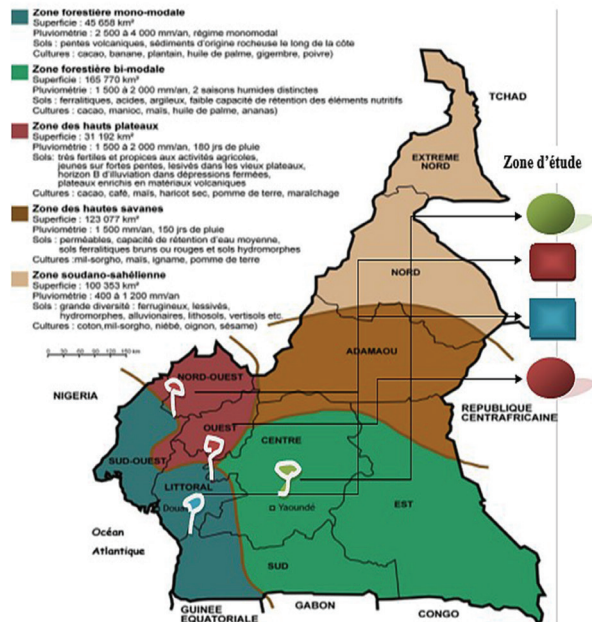 Zone forestière mono-modale
Superficie : 45 658 km²
Pluviométrie : 2 500 à 4 000 mm/an, régime monomodal
Sols : pentes volcaniques, sédiments d'origine rocheuse le long de la côte
Cultures : cacao, banane, plantain, huile de palme, gigembre, poivre)
Zone forestière bi-modale
Superficie : 165 770 km²
Pluviométrie : 1 500 à 2 000 mm/an, 2 saisons humides distinctes
Sols : ferralitiques, acides, argileux, faible capacité de rétention des éléments nutritifs
Cultures : cacao, manioc, maïs, huile de palme, ananas)
Zone des hauts plateaux
Superficie : 31 192 km²
Pluviométrie : 1 500 à 2 000 mm/an, 180 jrs de pluie
Sols: très fertiles et propices aux activités agricoles,
jeunes sur fortes pentes, lesivés dans les vieux plateaux,
horizon B d'illuviation dans dépressions fermées,
plateaux enrichis en matériaux volcaniques
Cultures : cacao, café, maïs, haricot sec, pomme de terre, maraîchage
Zone des hautes savanes
Superficie : 123 077 km²
Pluviométrie : 1 500 mm/an, 150 jrs de pluie
Sols : perméables, capacité de rétention d'eau moyenne,
sols ferralitiques bruns ou rouges et sols hydromorphes
Cultures :mil-sorgho, maïs, igname, pomme de terre
Zone soudano-sahélienne
Superficie : 100 353 km²
Pluviométrie : 400 à 1 200 mm/an
Sols : grande diversité : ferrugineux, lessivés,
hydromorphes, alluvionaires, lithosols, vertisols etc.
Cultures : coton,mil-sorgho, niébé, oignon, sésame)
0 50 100 150 km
TCHAD
Zone d'étude
EXTREME
NORD
NORD
ADAMAOU
NIGERIA
NORD-OUEST
REPUBLIQUE
CENTRAFRICAINE
OUEST
CENTRE
SUD-OUEST
LITTORAL
EST
Doua
Yaoundé
Océan
Atlantique
SUD
GUINEE
EQUATORIALE
GABON
CONGO